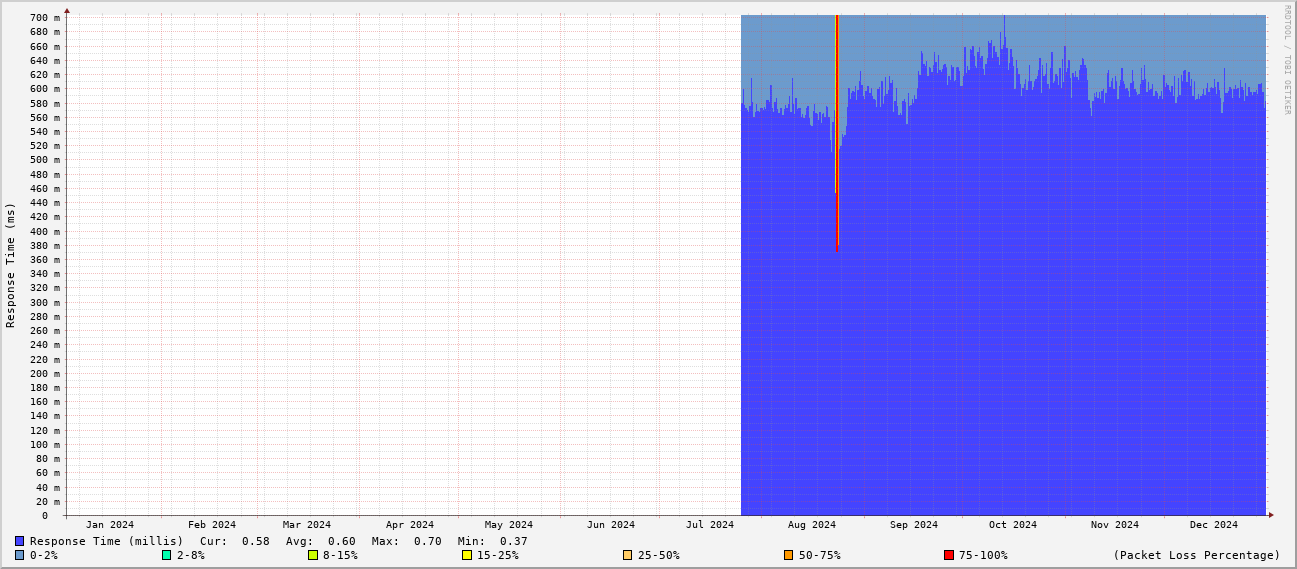 700 m
680 m
660 m
640 m
620 m
600 m
580 m
560 m
540 m
520 m
500 m
480 m
460 m
440 m
420 m
400 m
380 m
360 m
340 m
320 m
300 m
280 m
260 m
240 m
220 m
200 m
180 m
160 m
140 m
120 m
100 m
80 m
60 m
40 m
20 m
0
Response Time (ms)
RRDTOOL / TOBI OETIKER
Jan 2024 Feb 2024 Mar 2024 Apr 2024 May 2024 Jun 2024 Jul 2024 Aug 2024 Sep 2024 Oct 2024 Nov 2024 Dec 2024
Response Time (millis) Cur: 0.58 Avg: 0.60 Max: 0.70 Min: 0.37
0-2% 2-8% 8-15% 15-25% 25-50% 50-75% 75-100% (Packet Loss Percentage)